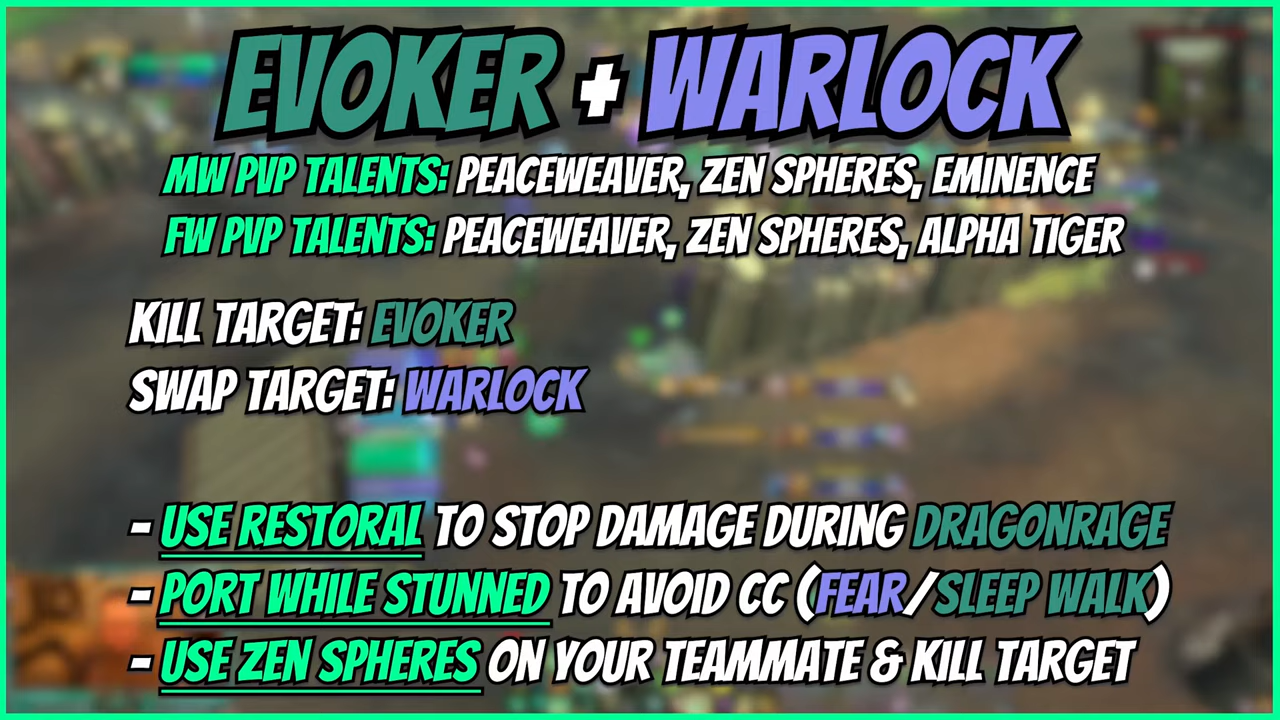 EVOKER + WARLOCK
MW PVP TALENTS: PEACEWEAVER, ZEN SPHERES, EMINENCE
FW PVP TALENTS: PEACEWEAVER, ZEN SPHERES, ALPHA TIGER
KILL TARGET: EVOKER
SWAP TARGET: WARLOCK
- USE RESTORAL TO STOP DAMAGE DURING DRAGONRAGE
- PORT WHILE STUNNED TO AVOID CC (FEAR/SLEEP WALK)
- USE ZEN SPHERES ON YOUR TEAMMATE & KILL TARGET